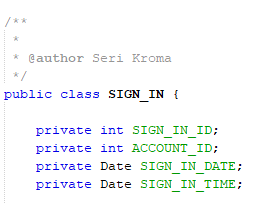 /**
 *
 * @author Seri Kroma
 */
public class SIGN_IN {
    private int SIGN_IN_ID;
    private int ACCOUNT_ID;
    private Date SIGN_IN_DATE;
    private Date SIGN_IN_TIME;